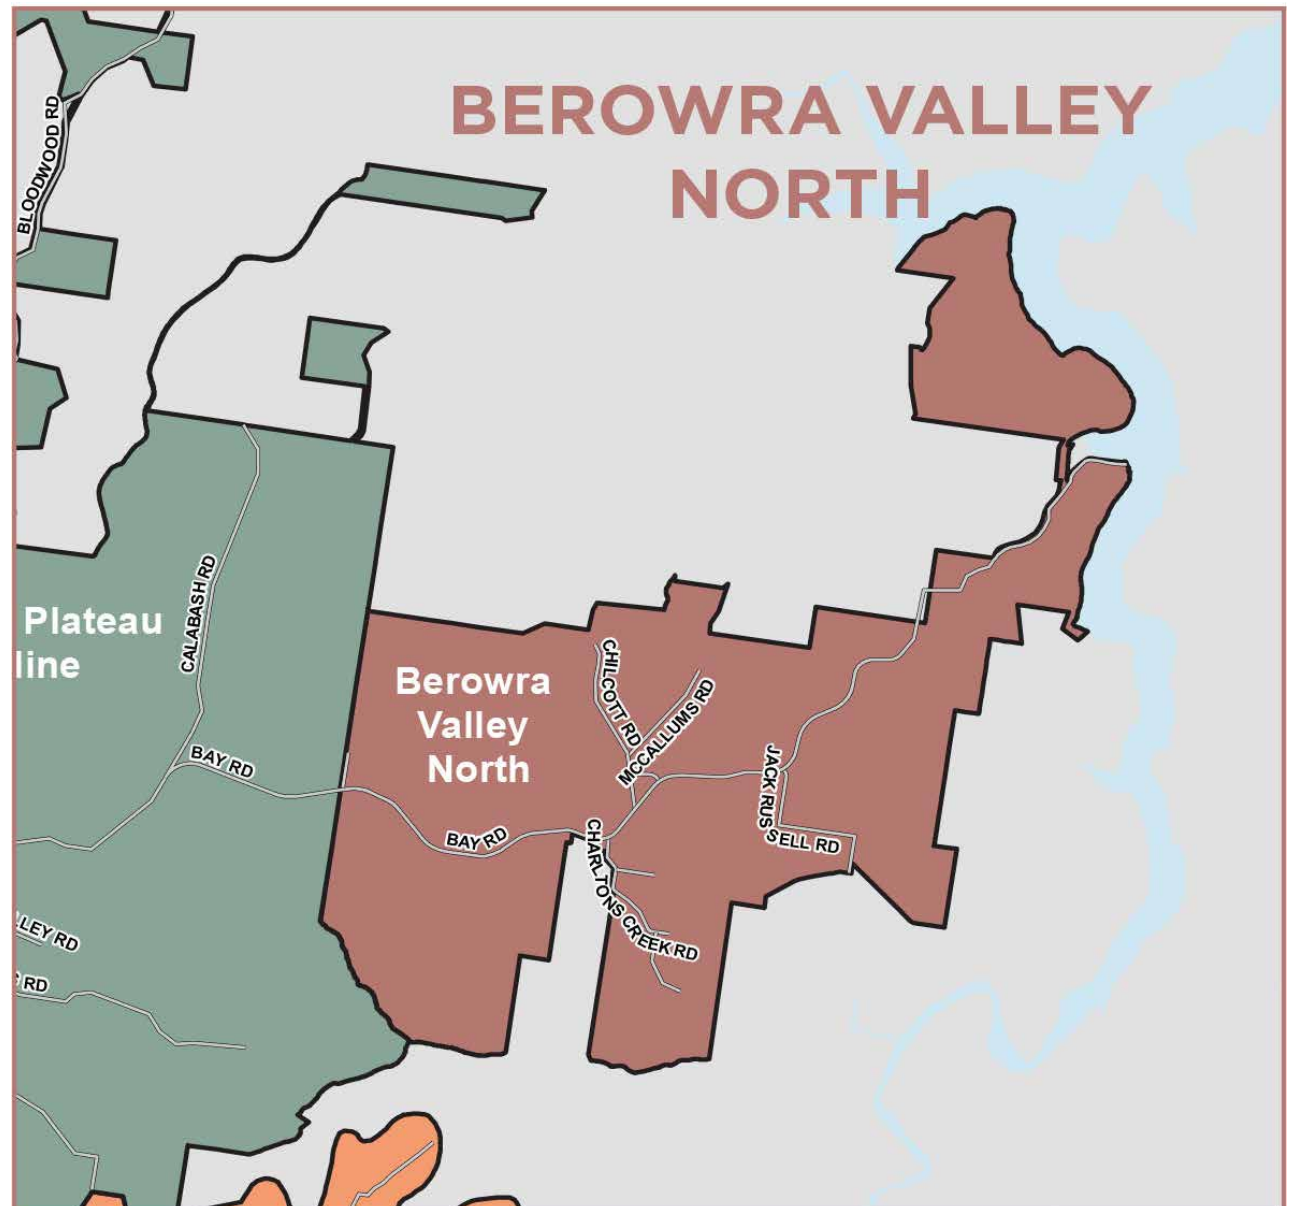 BEROWRA VALLEY
NORTH
BLOODWOOD RD
Plateau
line
CALABASH RD
BAY RD
Berowra
Valley
North
CHILCOTT RD
MCCALLUMS RD
JACK RUSSELL RD
BAY RD
CHARLTONS CREEK RD
LLEY RD
RD